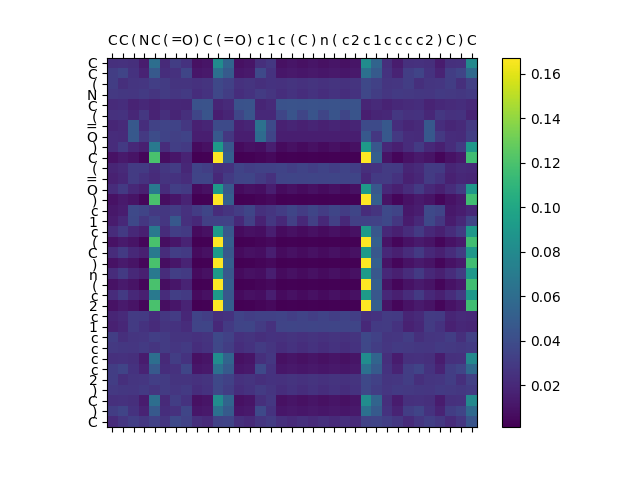 CC(NC(=O)C(=O)c1c(C)n(c2c1cccc2)C)C
C
C
(
N
C
(
=
O
)
C
(
=
O
)
c
1
c
(
C
)
n
(
c
2
c
1
c
c
c
c
2
)
C
)
C
0.16
0.14
0.12
0.10
0.08
0.06
0.04
0.02